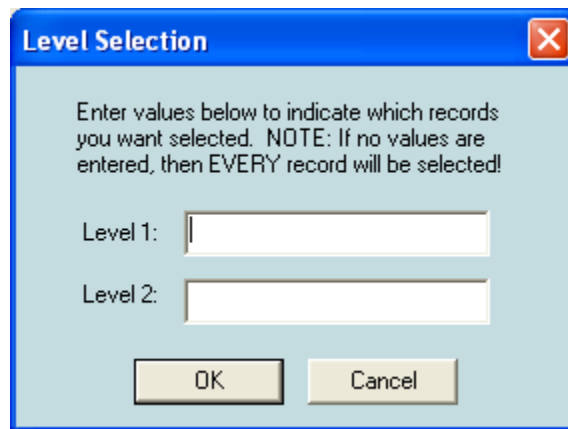 Level Selection
Enter values below to indicate which records
you want selected.  NOTE: If no values are
entered, then EVERY record will be selected!
Level 1:
Level 2:
OK Cancel